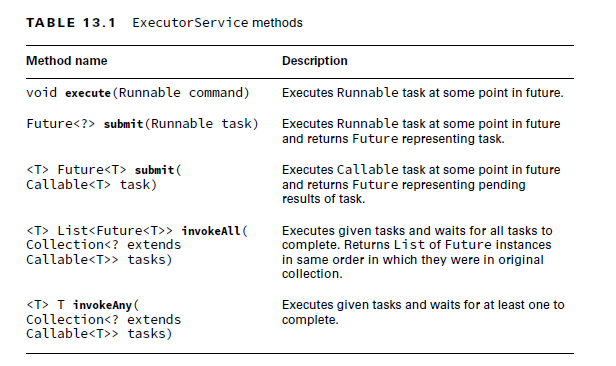 TABLE 13.1 ExecutorService methods
Method name Description
void execute(Runnable command) Executes Runnable task at some point in future.
Future<?> submit(Runnable task) Executes Runnable task at some point in future
and returns Future representing task.
<T> Future<T> submit( Executes Callable task at some point in future
Callable<T> task) and returns Future representing pending
results of task.
<T> List<Future<T>> invokeAll( Executes given tasks and waits for all tasks to
Collection<? extends complete. Returns List of Future instances
Callable<T>> tasks) in same order in which they were in original
collection.
<T> T invokeAny( Executes given tasks and waits for at least one to
Collection<? extends complete.
Callable<T>> tasks)